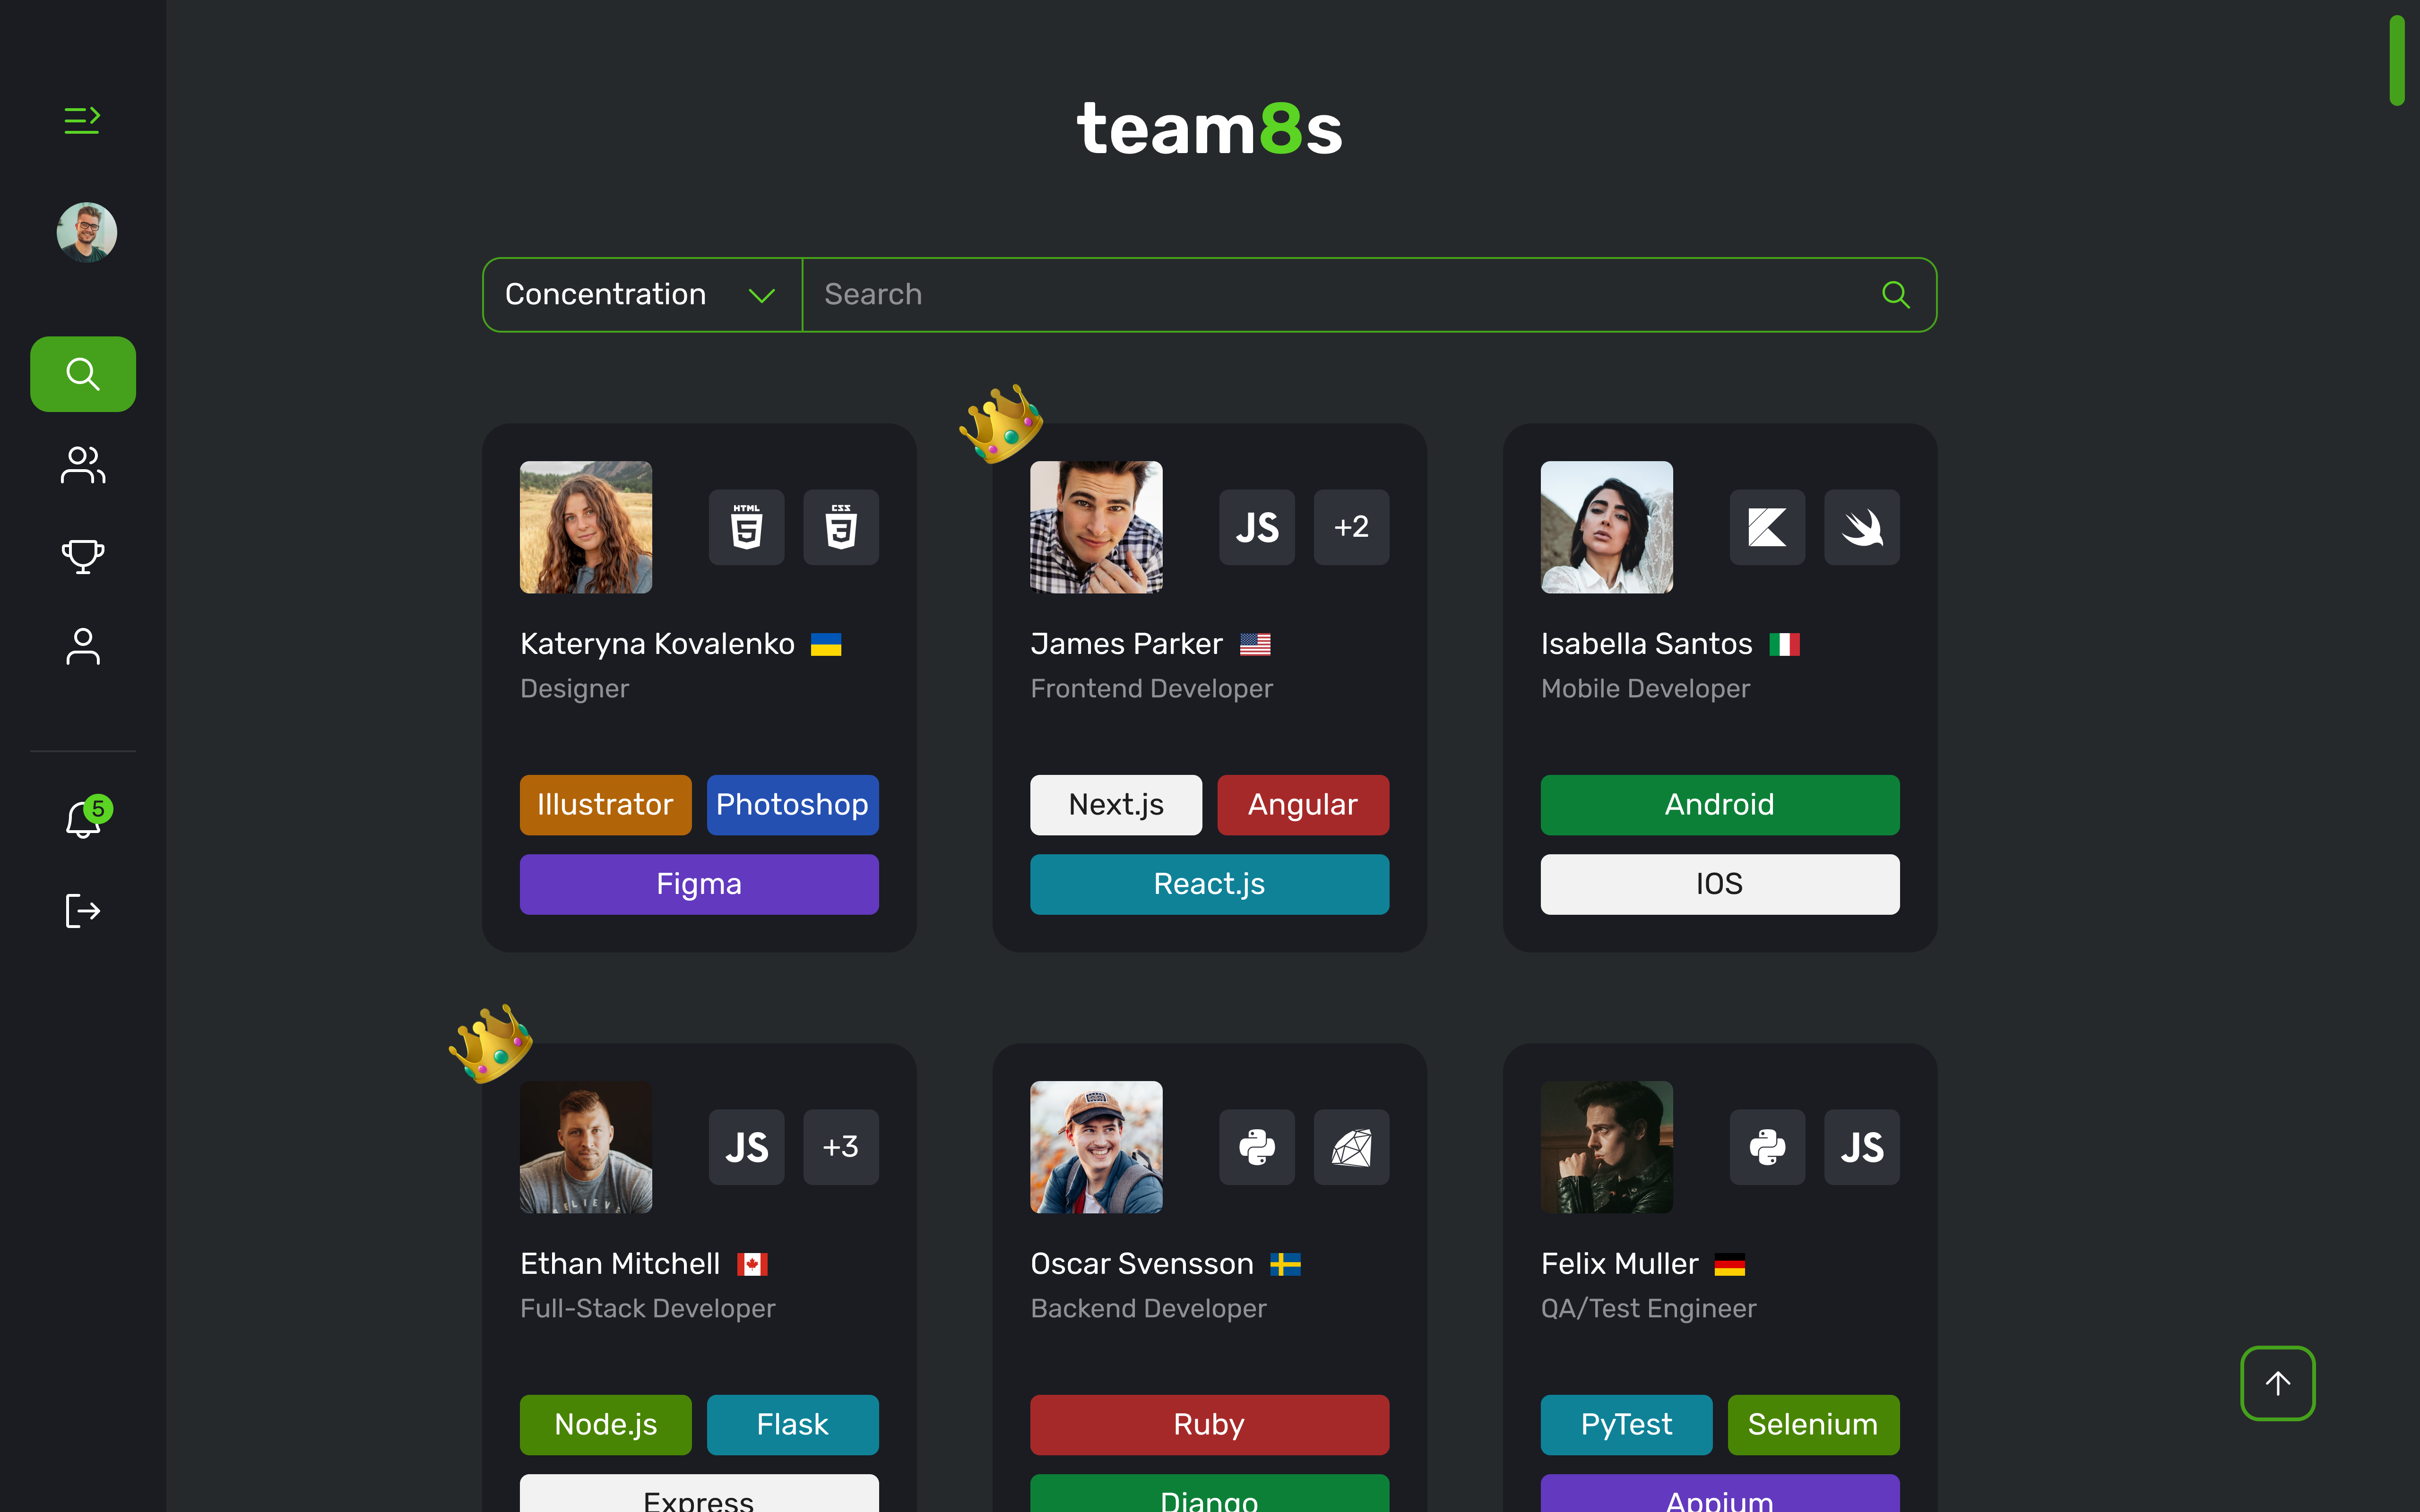 team8s
Concentration
Search
HTML
CSS
JS
+2
Kateryna Kovalenko
James Parker
Isabella Santos
Designer
Frontend Developer
Mobile Developer
Illustrator
Photoshop
Next.js
Angular
Android
5
Figma
React.js
IOS
JS
+3
JS
Ethan Mitchell
Oscar Svensson
Felix Muller
Full-Stack Developer
Backend Developer
QA/Test Engineer
Node.js
Flask
Ruby
PyTest
Selenium
Express
Django
Appium